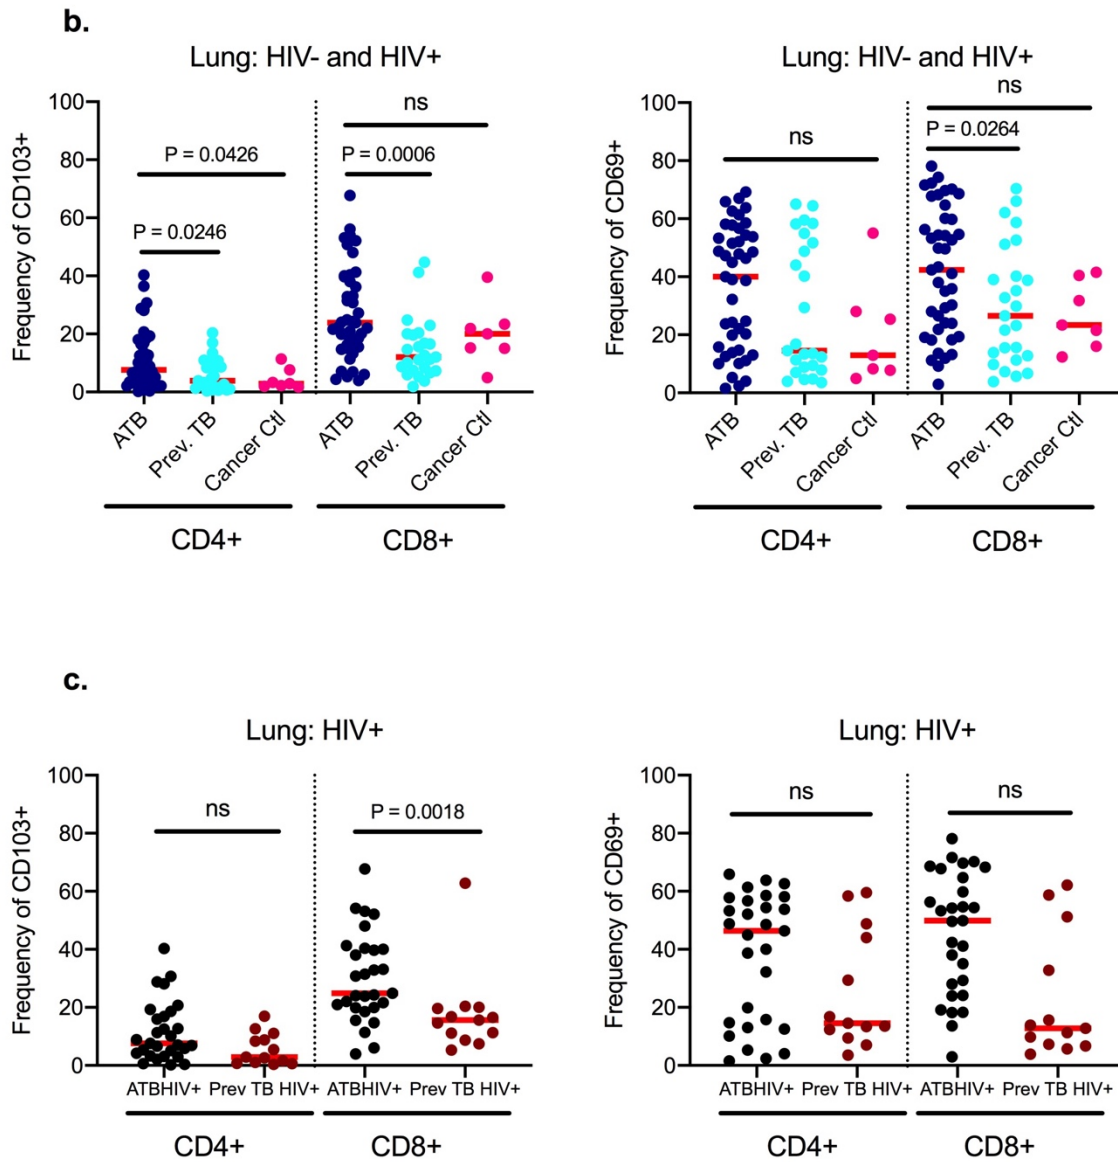 b.
Lung: HIV- and HIV+
Frequency of CD103+
100
80
60
40
20
0
P = 0.0426
P = 0.0246
ns
P = 0.0006
ATB
Prev. TB
Cancer Ctl
ATB
Prev. TB
Cancer Ctl
CD4+
CD8+
Lung: HIV- and HIV+
Frequency of CD69+
100
80
60
40
20
0
ns
ns
P = 0.0264
ATB
Prev. TB
Cancer Ctl
ATB
Prev. TB
Cancer Ctl
CD4+
CD8+
c.
Lung: HIV+
Frequency of CD103+
100
80
60
40
20
0
ns
P = 0.0018
ATBHIV+
Prev TB HIV+
ATBHIV+
Prev TB HIV+
CD4+
CD8+
Lung: HIV+
Frequency of CD69+
100
80
60
40
20
0
ns
ns
ATBHIV+
Prev TB HIV+
ATBHIV+
Prev TB HIV+
CD4+
CD8+